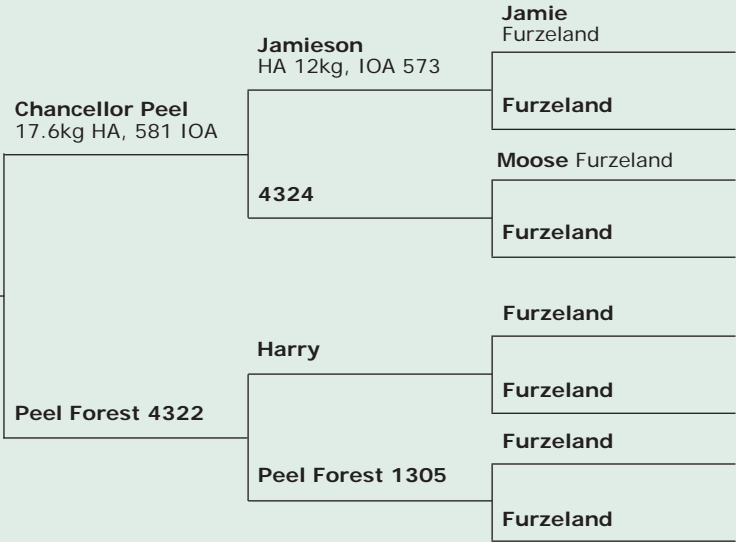 Jamie
Furzeland
Jamieson
HA 12kg, IOA 573
Furzeland
Chancellor Peel
17.6kg HA, 581 IOA
Moose Furzeland
4324
Furzeland
Furzeland
Harry
Furzeland
Peel Forest 4322
Furzeland
Peel Forest 1305
Furzeland